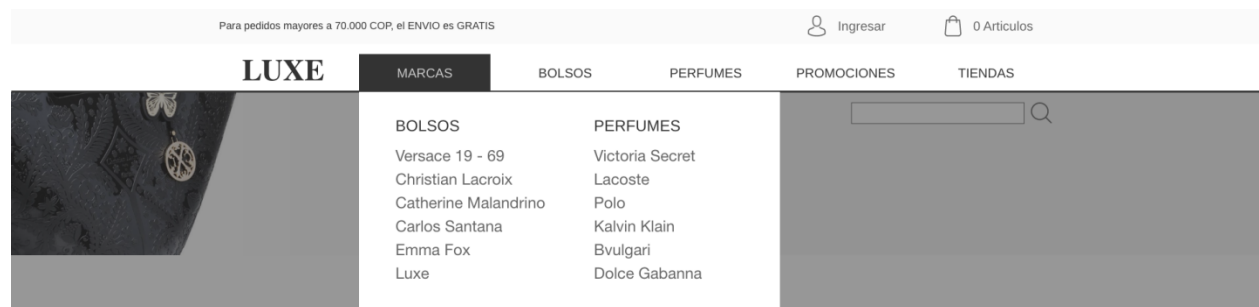 Para pedidos mayores a 70.000 COP, el ENVIO es GRATIS
Ingresar
0 Articulos
LUXE
MARCAS
BOLSOS
PERFUMES
PROMOCIONES
TIENDAS
BOLSOS
Versace 19 - 69
Christian Lacroix
Catherine Malandrino
Carlos Santana
Emma Fox
Luxe
PERFUMES
Victoria Secret
Lacoste
Polo
Kalvin Klain
Bvulgari
Dolce Gabanna